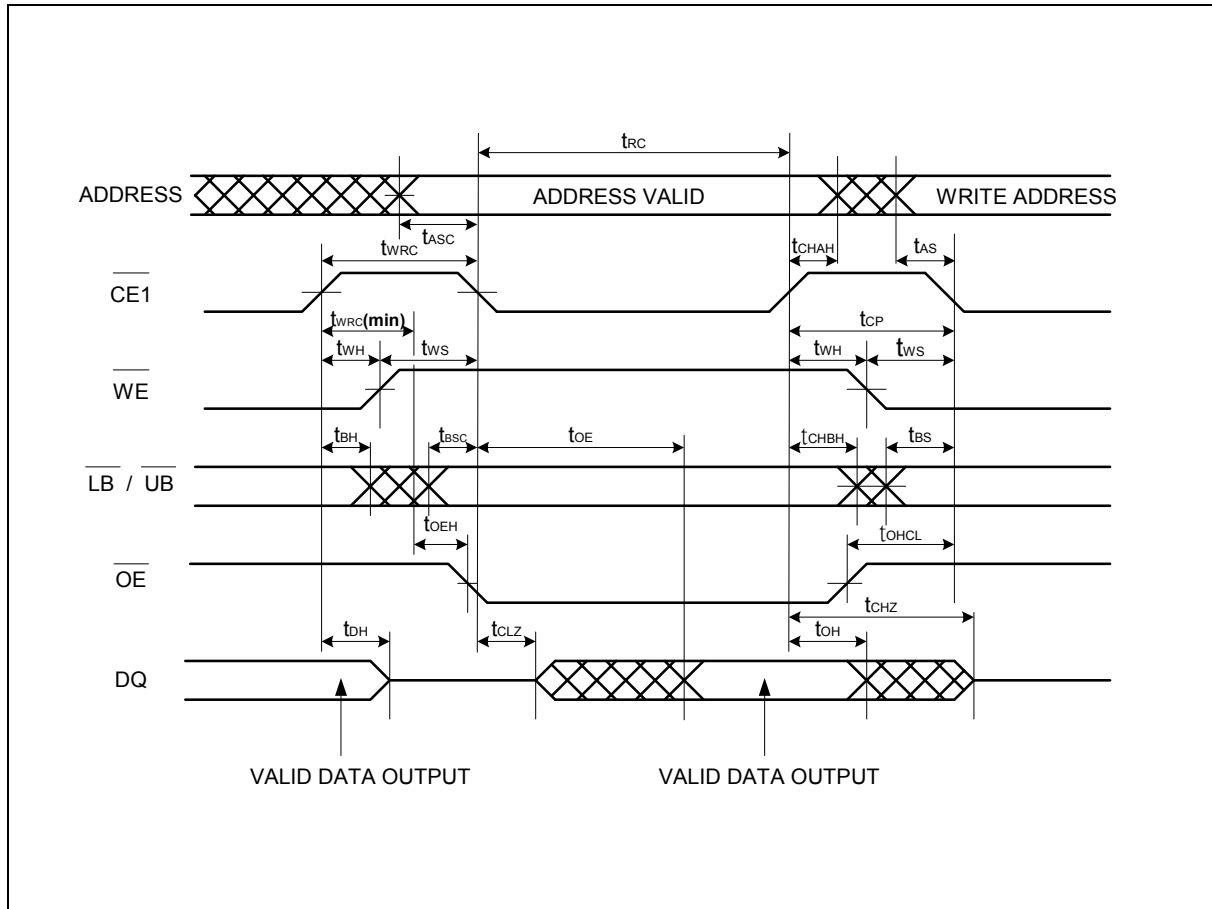 tRC
ADDRESS
ADDRESS VALID
WRITE ADDRESS
tASC
tWRC
tCHAH
tAS
CE1
tWRC(min)
tCP
tWH
tWS
tWH
tWS
WE
tBH
tBSC
tOE
tCHBH
tBS
LB / UB
tOEH
tOHCL
OE
tCHZ
tDH
tCLZ
tOH
DQ
VALID DATA OUTPUT
VALID DATA OUTPUT